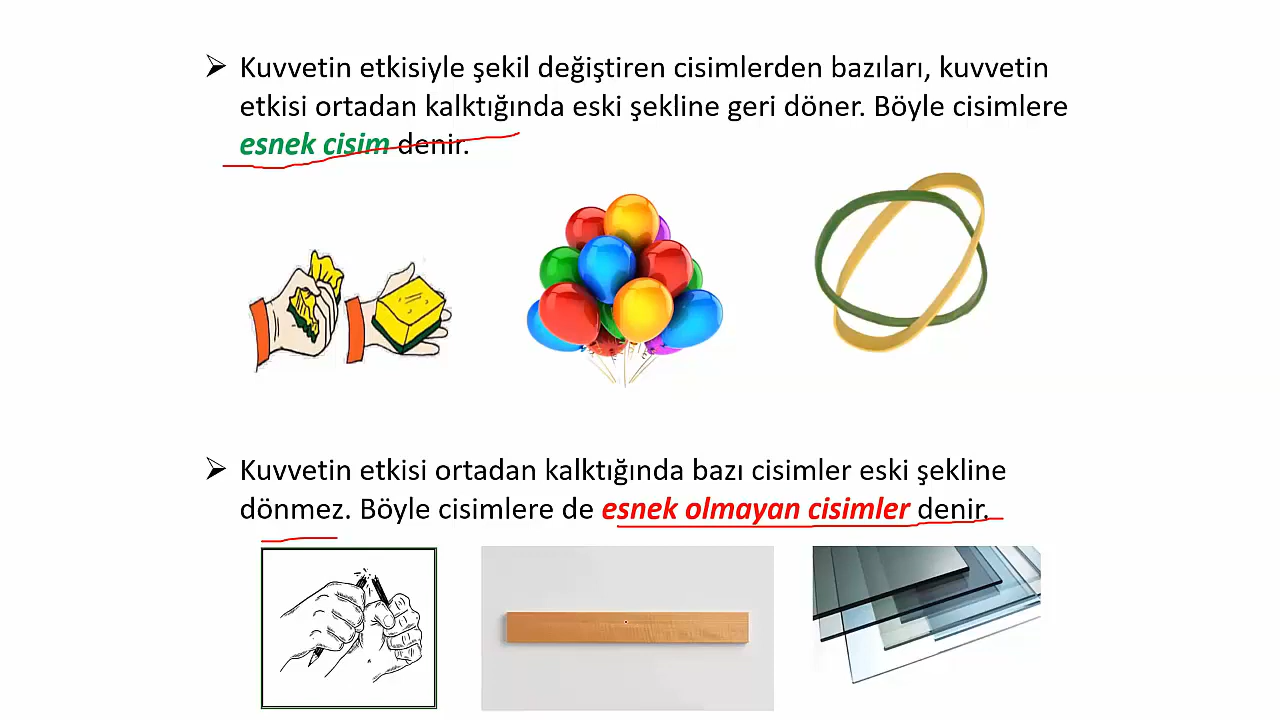 ➢ Kuvvetin etkisiyle şekil değiştiren cisimlerden bazıları, kuvvetin
etkisi ortadan kalktığında eski şekline geri döner. Böyle cisimlere
esnek cisim denir.
➢ Kuvvetin etkisi ortadan kalktığında bazı cisimler eski şekline
dönmez. Böyle cisimlere de esnek olmayan cisimler denir.